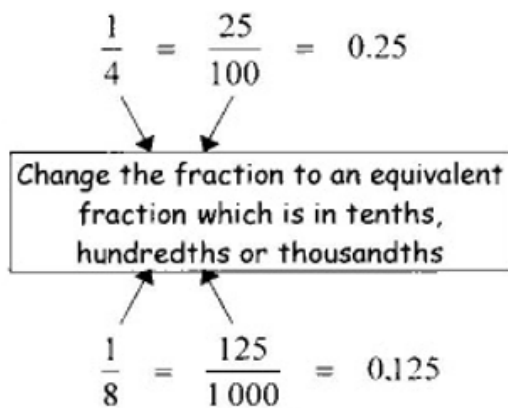 1/4 = 25/100 = 0.25
Change the fraction to an equivalent
fraction which is in tenths,
hundredths or thousandths
1/8 = 125/1 000 = 0.125